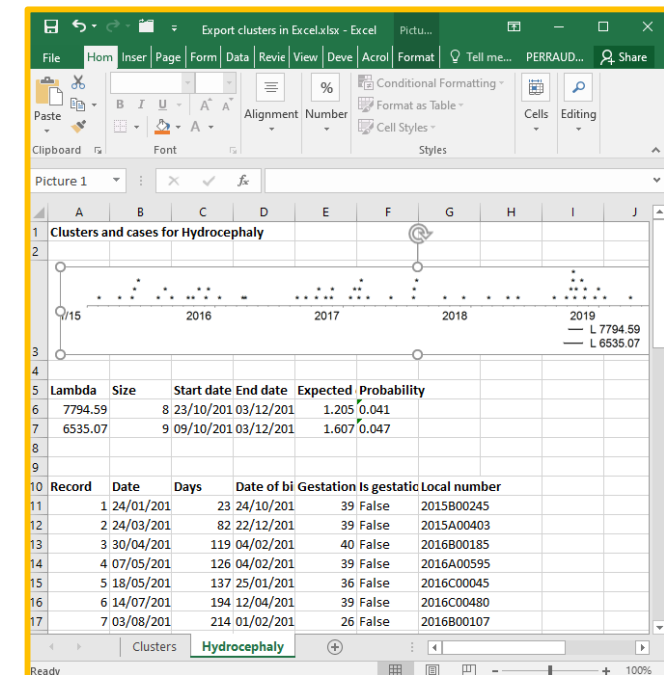 Export clusters in Excel.xlsx - Excel Pictu...
File Hom Inser Page Form Data Revie View Deve Acrol Format Tell me... PERRAUD... Share
Paste B I U A A Alignment Number % Conditional Formatting Format as Table Cell Styles Cells Editing
Clipboard Font Styles
Picture 1 fx
A B C D E F G H I J
1 Clusters and cases for Hydrocephaly
2
/15 2016 2017 2018 2019
L 7794.59
3 L 6535.07
4
5 Lambda Size Start date End date Expected Probability
6 7794.59 8 23/10/201 03/12/201 1.205 0.041
7 6535.07 9 09/10/201 03/12/201 1.607 0.047
8
9
10 Record Date Days Date of bi Gestation Is gestatio Local number
11 1 24/01/201 23 24/10/201 39 False 2015B00245
12 2 24/03/201 82 22/12/201 39 False 2015A00403
13 3 30/04/201 119 04/02/201 40 False 2016B00185
14 4 07/05/201 126 04/02/201 39 False 2016A00595
15 5 18/05/201 137 25/01/201 36 False 2016C00045
16 6 14/07/201 194 12/04/201 39 False 2016C00480
17 7 03/08/201 214 01/02/201 26 False 2016B00107
Clusters Hydrocephaly
Ready 100%